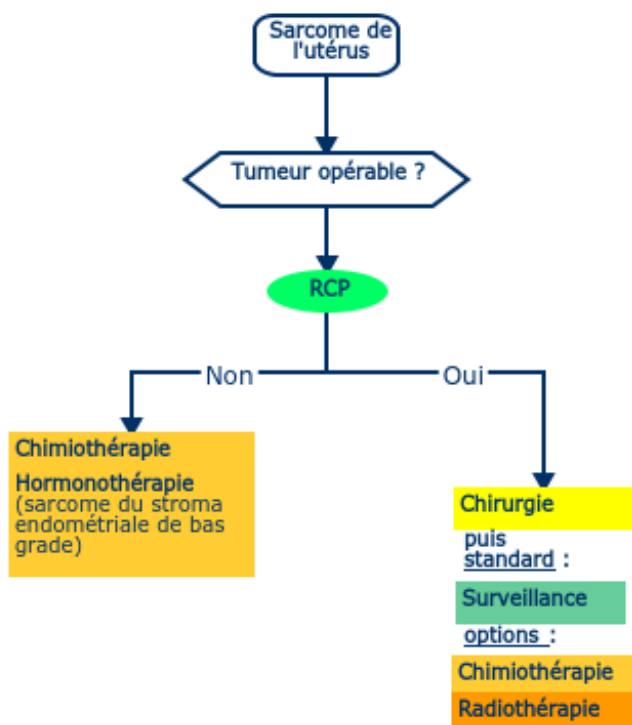 Sarcome de
l'utérus
Tumeur opérable ?
RCP
Non
Oui
Chimiothérapie
Hormonothérapie
(sarcome du stroma
endométriale de bas
grade)
Chirurgie
puis
standard :
Surveillance
options :
Chimiothérapie
Radiothérapie